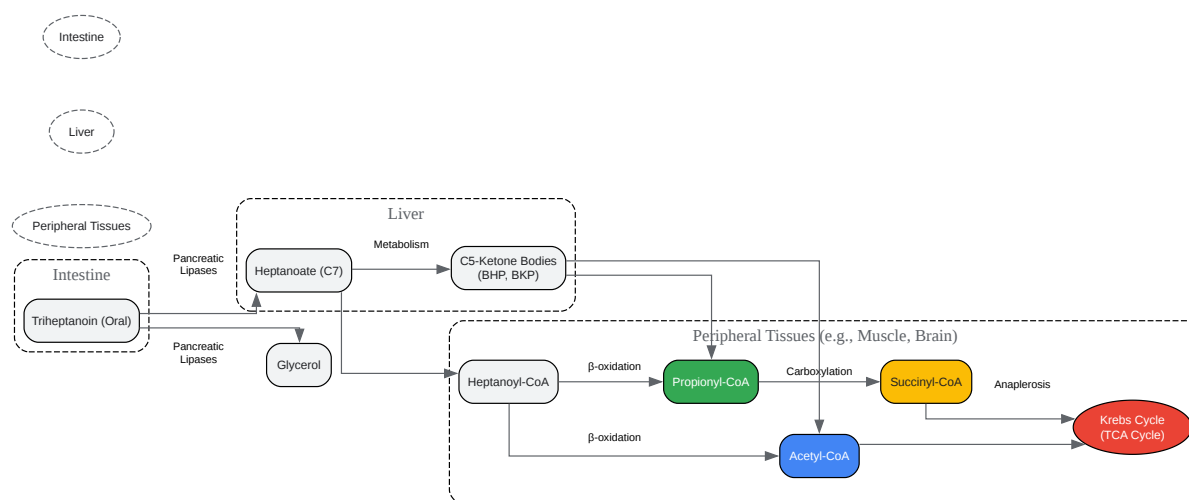 Intestine
Liver
Peripheral Tissues
Intestine
Triheptanoin (Oral)
Pancreatic
Lipases
Pancreatic
Lipases
Glycerol
Liver
Heptanoate (C7)
Metabolism
C5-Ketone Bodies
(BHP, BKP)
Peripheral Tissues (e.g., Muscle, Brain)
Heptanoyl-CoA
β-oxidation
Propionyl-CoA
Carboxylation
Succinyl-CoA
Anaplerosis
β-oxidation
Acetyl-CoA
Krebs Cycle
(TCA Cycle)